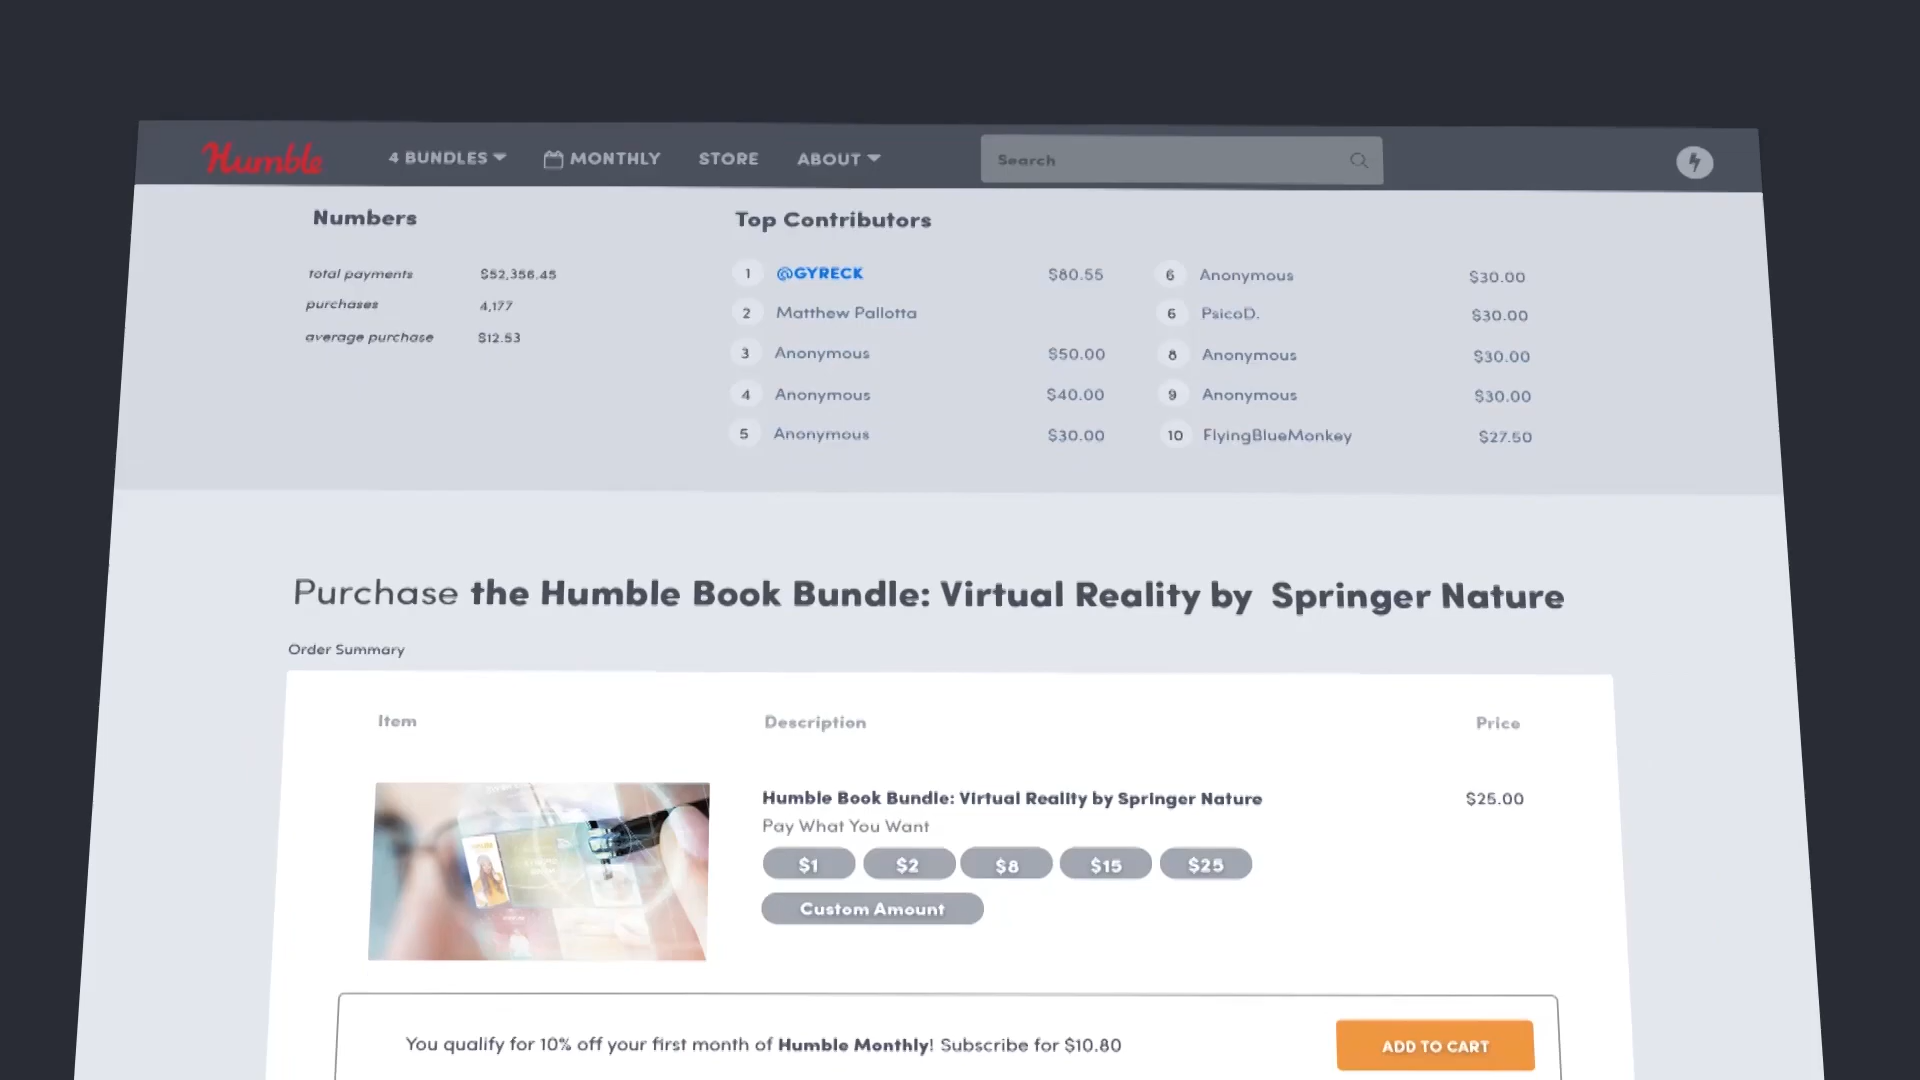 Humble
4 BUNDLES
MONTHLY
STORE
ABOUT
Search
Numbers
total payments $52,356.45
purchases 4,177
average purchase $12.53
Top Contributors
1 @GYRECK $80.55
2 Matthew Pallotta
3 Anonymous $50.00
4 Anonymous $40.00
5 Anonymous $30.00
6 Anonymous $30.00
6 PsicoD. $30.00
8 Anonymous $30.00
9 Anonymous $30.00
10 FlyingBlueMonkey $27.50
Purchase the Humble Book Bundle: Virtual Reality by Springer Nature
Order Summary
Item Description Price
Humble Book Bundle: Virtual Reality by Springer Nature $25.00
Pay What You Want
$1 $2 $8 $15 $25
Custom Amount
You qualify for 10% off your first month of Humble Monthly! Subscribe for $10.80
ADD TO CART